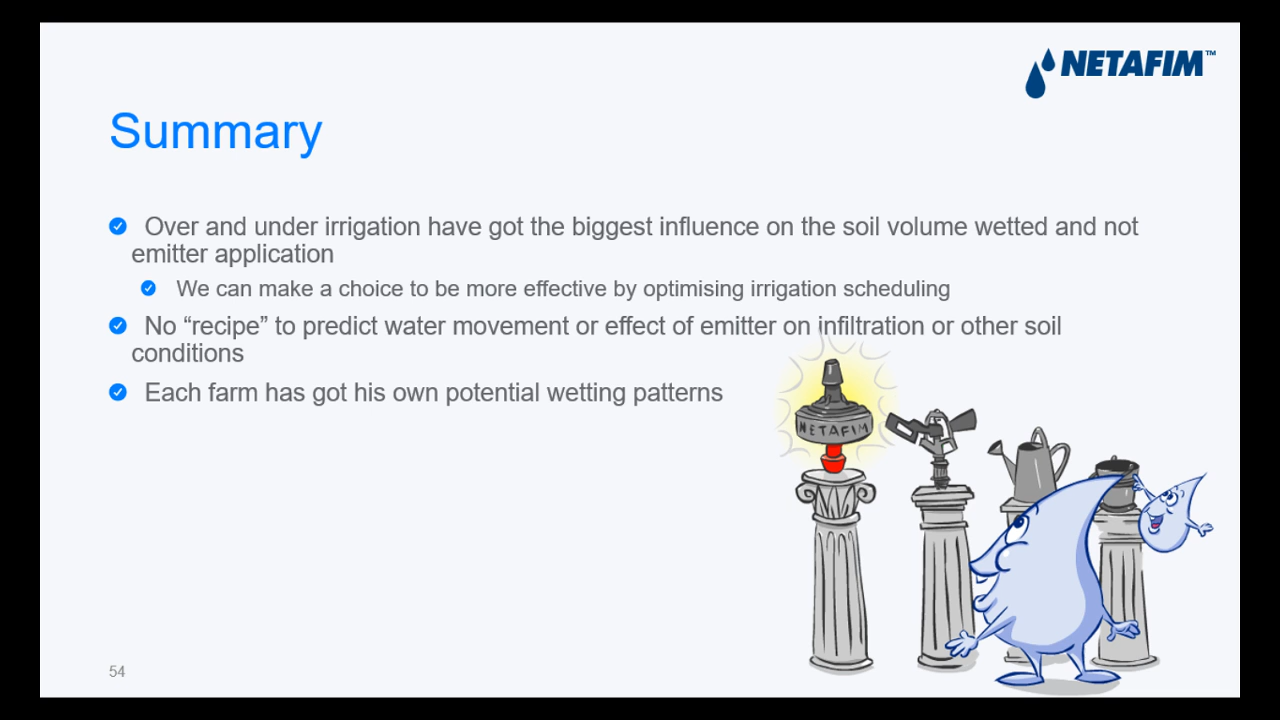 NETAFIM™
Summary
Over and under irrigation have got the biggest influence on the soil volume wetted and not
emitter application
We can make a choice to be more effective by optimising irrigation scheduling
No “recipe” to predict water movement or effect of emitter on infiltration or other soil
conditions
Each farm has got his own potential wetting patterns
NETAFIM
54